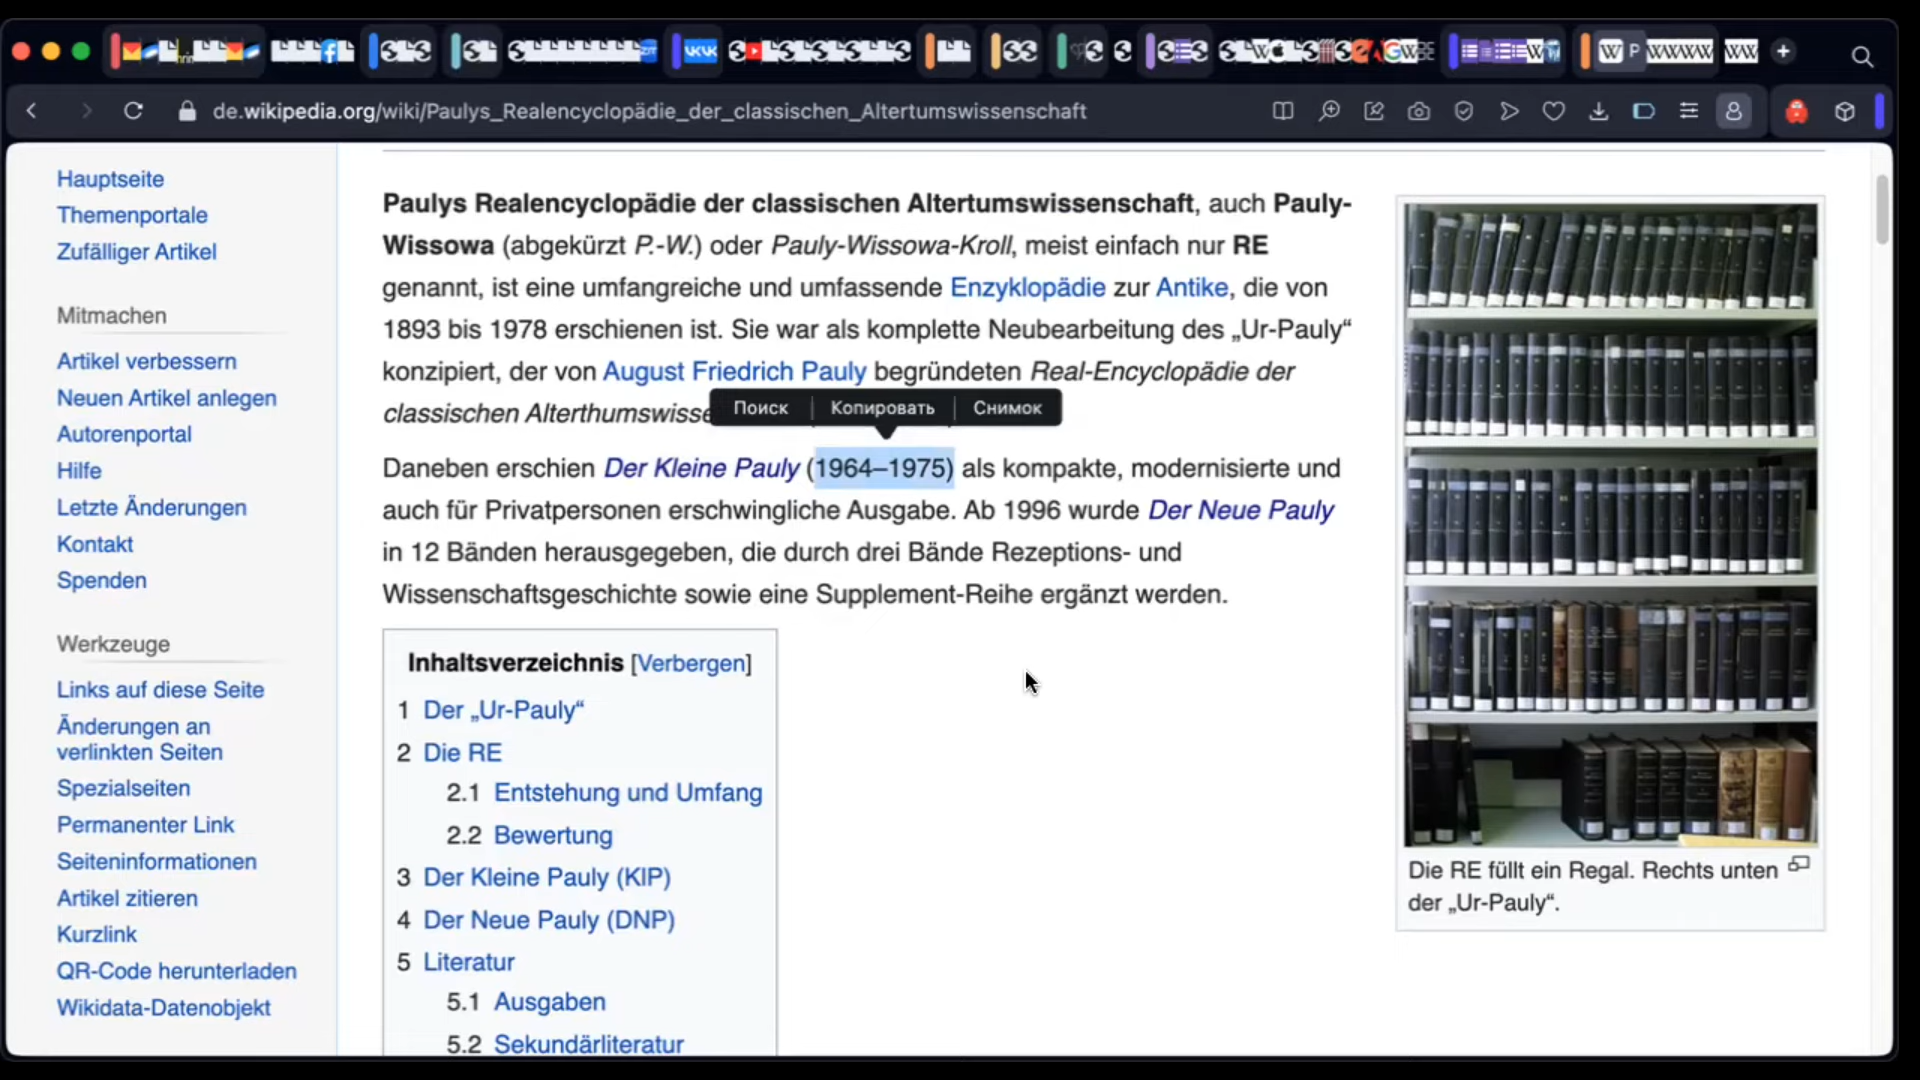 de.wikipedia.org/wiki/Paulys_Realencyclopädie_der_classischen_Altertumswissenschaft
Hauptseite
Themenportale
Zufälliger Artikel
Mitmachen
Artikel verbessern
Neuen Artikel anlegen
Autorenportal
Hilfe
Letzte Änderungen
Kontakt
Spenden
Werkzeuge
Links auf diese Seite
Änderungen an
verlinkten Seiten
Spezialseiten
Permanenter Link
Seiteninformationen
Artikel zitieren
Kurzlink
QR-Code herunterladen
Wikidata-Datenobjekt
Paulys Realencyclopädie der classischen Altertumswissenschaft, auch Pauly-
Wissowa (abgekürzt P.-W.) oder Pauly-Wissowa-Kroll, meist einfach nur RE
genannt, ist eine umfangreiche und umfassende Enzyklopädie zur Antike, die von
1893 bis 1978 erschienen ist. Sie war als komplette Neubearbeitung des „Ur-Pauly“
konzipiert, der von August Friedrich Pauly begründeten Real-Encyclopädie der
classischen Alterthumswisse
Поиск Копировать Снимок
Daneben erschien Der Kleine Pauly (1964–1975) als kompakte, modernisierte und
auch für Privatpersonen erschwingliche Ausgabe. Ab 1996 wurde Der Neue Pauly
in 12 Bänden herausgegeben, die durch drei Bände Rezeptions- und
Wissenschaftsgeschichte sowie eine Supplement-Reihe ergänzt werden.
Inhaltsverzeichnis [Verbergen]
1 Der „Ur-Pauly“
2 Die RE
2.1 Entstehung und Umfang
2.2 Bewertung
3 Der Kleine Pauly (KlP)
4 Der Neue Pauly (DNP)
5 Literatur
5.1 Ausgaben
5.2 Sekundärliteratur
Die RE füllt ein Regal. Rechts unten
der „Ur-Pauly“.